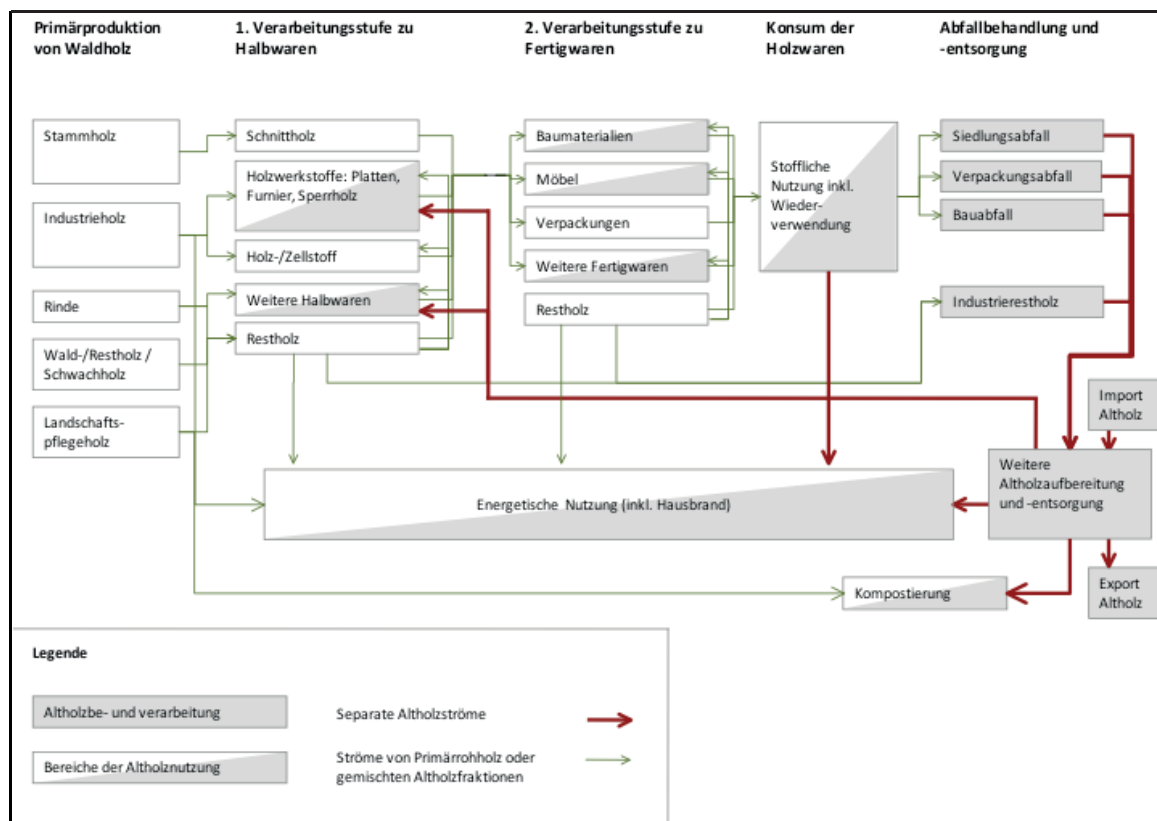 Primärproduktion
von Waldholz
1. Verarbeitungsstufe zu
Halbwaren
2. Verarbeitungsstufe zu
Fertigwaren
Konsum der
Holzwaren
Abfallbehandlung und
-entsorgung
Stammholz
Industrieholz
Rinde
Wald-/Restholz /
Schwachholz
Landschafts-
pflegeholz
Schnittholz
Holzwerkstoffe: Platten,
Furnier, Sperrholz
Holz-/Zellstoff
Weitere Halbwaren
Restholz
Baumaterialien
Möbel
Verpackungen
Weitere Fertigwaren
Restholz
Stoffliche
Nutzung inkl.
Wieder-
verwendung
Siedlungsabfall
Verpackungsabfall
Bauabfall
Industrierestholz
Import
Altholz
Weitere
Altholzaufbereitung
und -entsorgung
Energetische Nutzung (inkl. Hausbrand)
Kompostierung
Export
Altholz
Legende
Altholzbe- und verarbeitung
Bereiche der Altholznutzung
Separate Altholzströme
Ströme von Primärrohholz oder
gemischten Altholzfraktionen